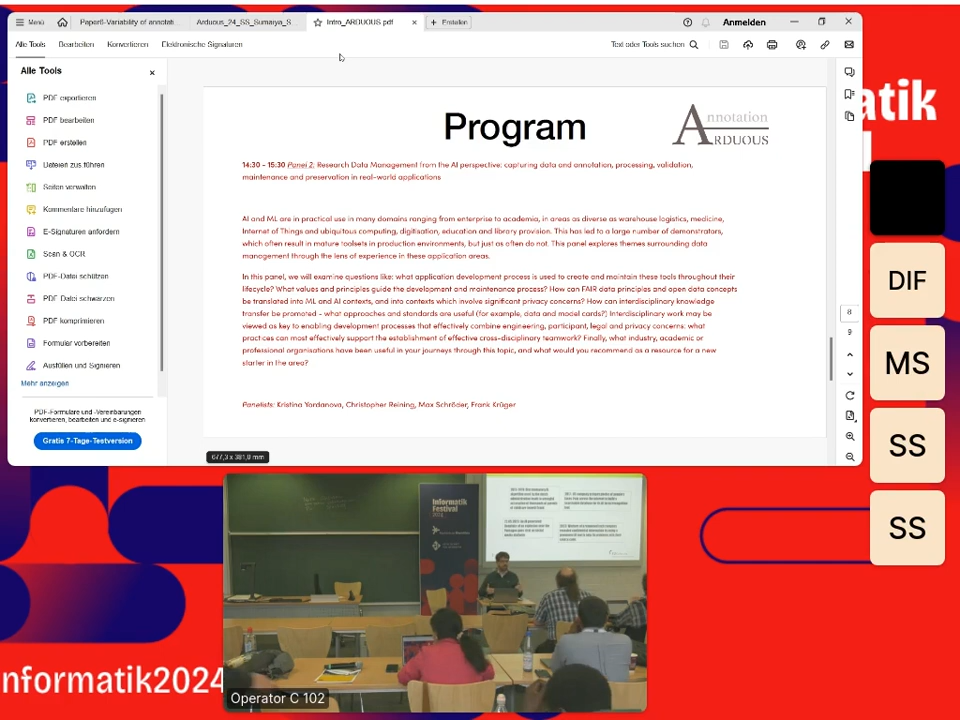 Menü
Paper6-Variability of annotati...
Arduous_24_SS_Sumaiya_S...
Intro_ARDUOUS.pdf
Erstellen
Anmelden
Alle Tools
Bearbeiten
Konvertieren
Elektronische Signaturen
Text oder Tools suchen
Alle Tools
PDF exportieren
PDF bearbeiten
PDF erstellen
Dateien zus.führen
Seiten verwalten
Kommentare hinzufügen
E-Signaturen anfordern
Scan & OCR
PDF-Datei schützen
PDF Datei schwärzen
PDF komprimieren
Formular vorbereiten
Ausfüllen und Signieren
Mehr anzeigen
PDF-Formulare und -Vereinbarungen
konvertieren, bearbeiten & e-signieren
Gratis 7-Tage-Testversion
Program
Annotation
ARDUOUS
14:30 - 15:30 Panel 2: Research Data Management from the AI perspective: capturing data and annotation, processing, validation,
maintenance and preservation in real-world applications
AI and ML are in practical use in many domains ranging from enterprise to academia, in areas as diverse as warehouse logistics, medicine,
Internet of Things and ubiquitous computing, digitisation, education and library provision. This has led to a large number of demonstrators,
which often result in mature toolsets in production environments, but just as often do not. This panel explores themes surrounding data
management through the lens of experience in these application areas.
In this panel, we will examine questions like: what application development process is used to create and maintain these tools throughout their
lifecycle? What values and principles guide the development and maintenance process? How can FAIR data principles and open data concepts
be translated into ML and AI contexts, and into contexts which involve significant privacy concerns? How can interdisciplinary knowledge
transfer be promoted - what approaches and standards are useful (for example, data and model cards?) Interdisciplinary work may be
viewed as key to enabling development processes that effectively combine engineering, participant, legal and privacy concerns: what
practices can most effectively support the establishment of effective cross-disciplinary teamwork? Finally, what industry, academic or
professional organisations have been useful in your journeys through this topic, and what would you recommend as a resource for a new
starter in the area?
Panelists: Kristina Yordanova, Christopher Reining, Max Schröder, Frank Krüger
8
9
677,3 x 381,0 mm
atik
DIF
MS
SS
SS
Informatik
Festival
2024
Operator C 102
nformatik2024